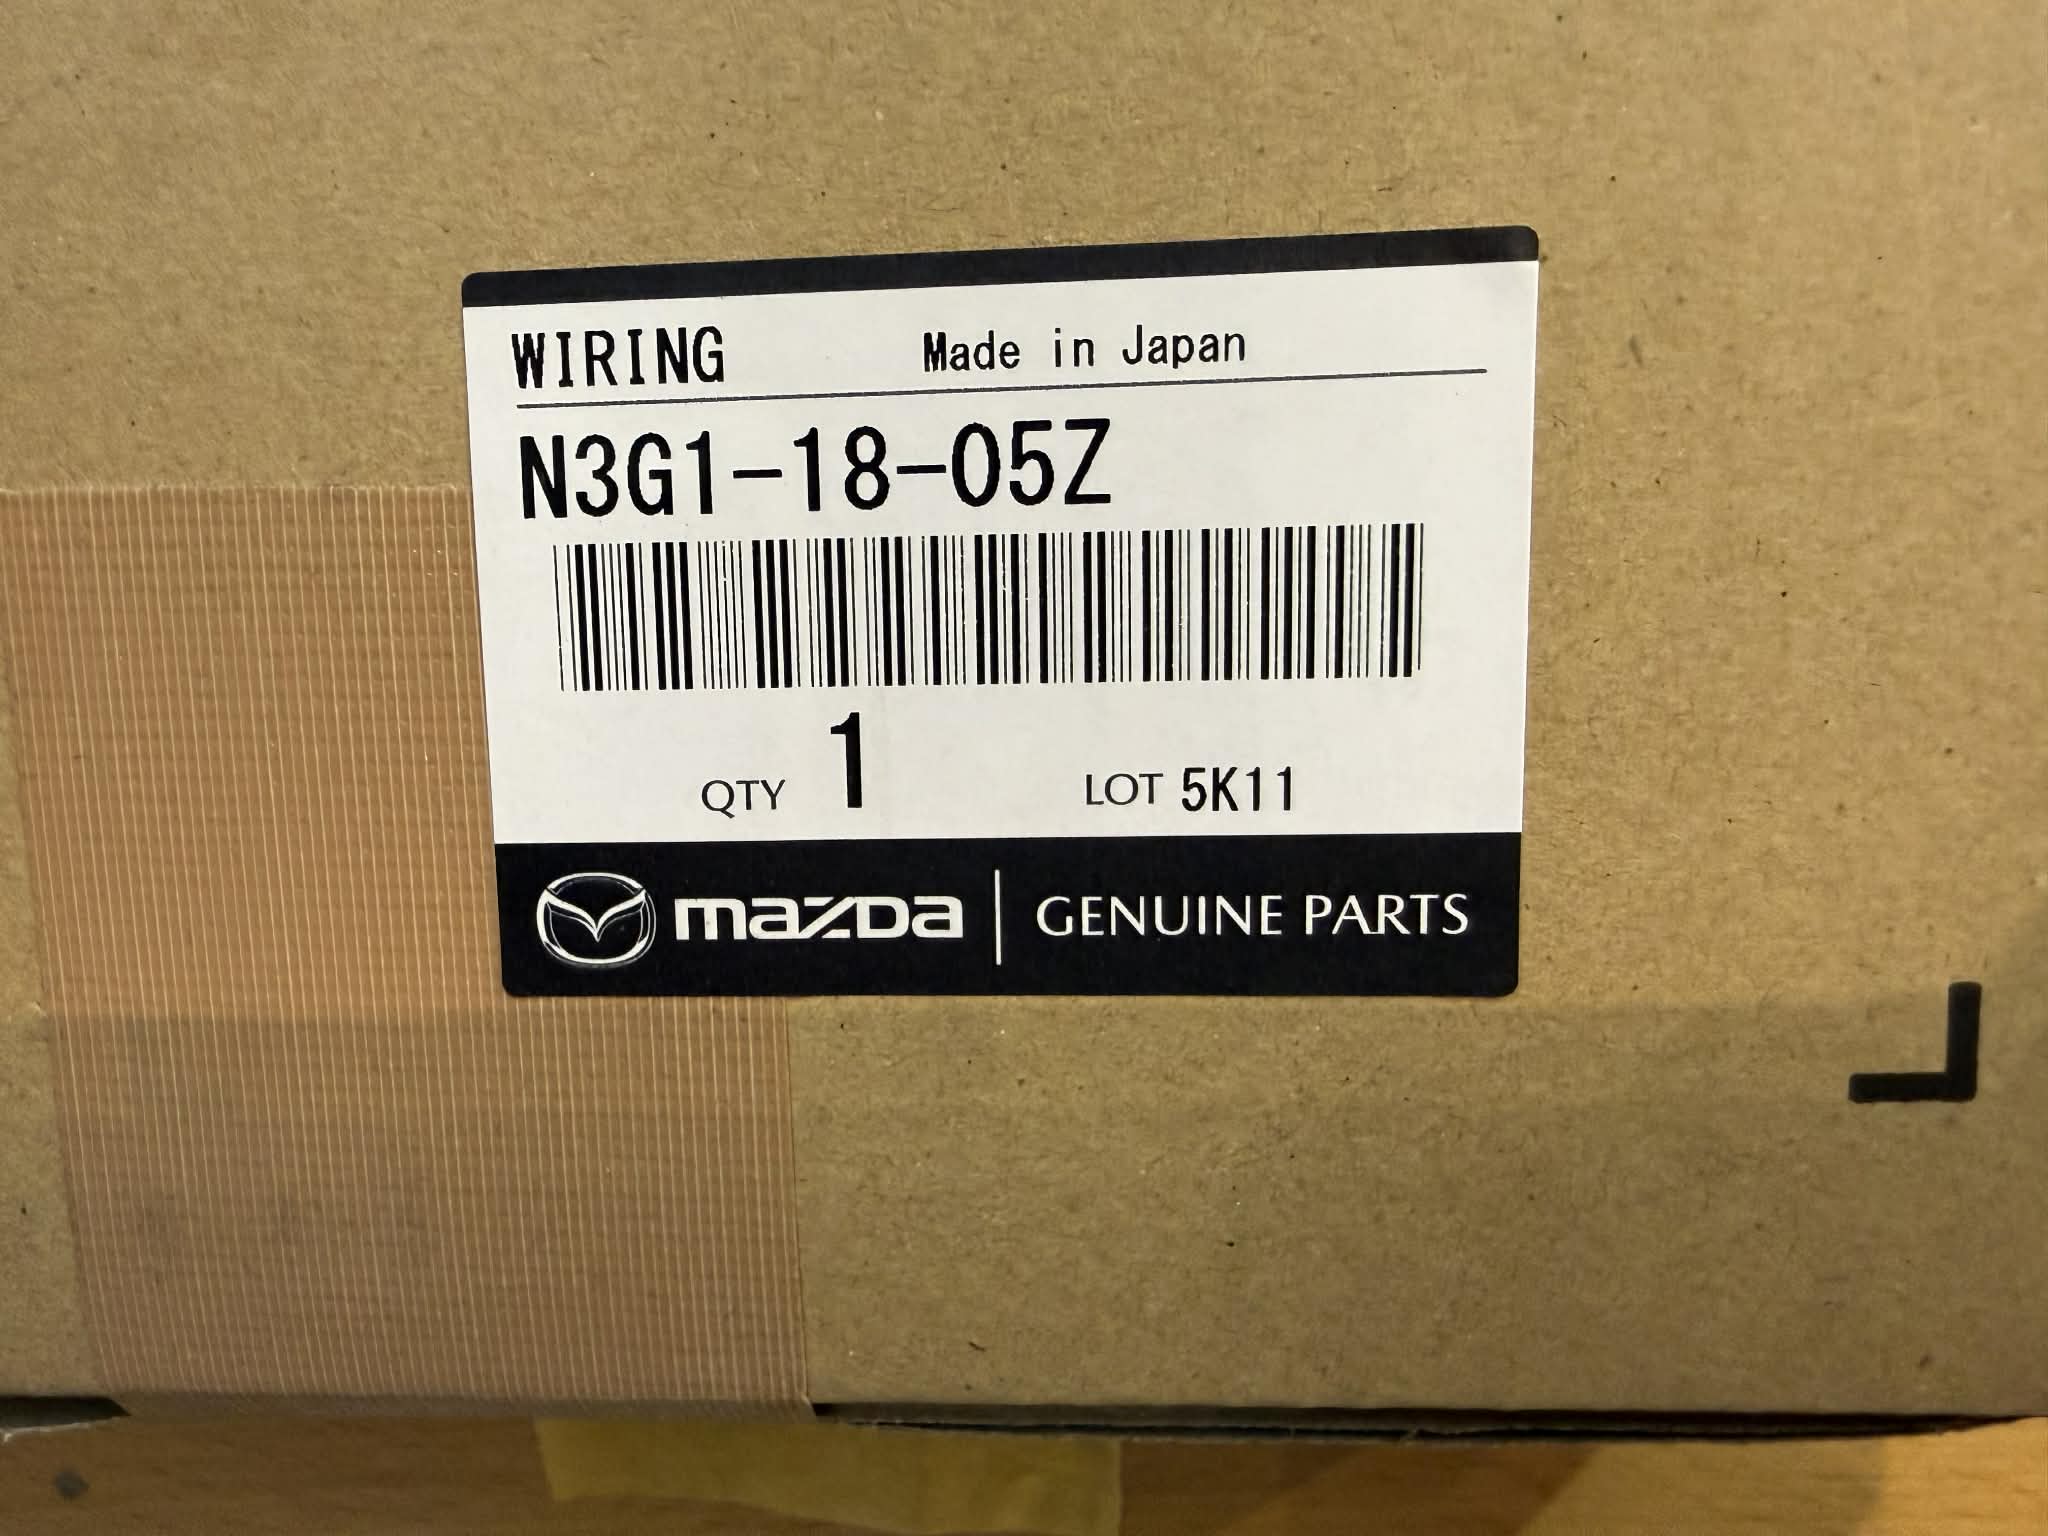 WIRING Made in Japan
N3G1-18-05Z
QTY 1 LOT 5K11
mazda GENUINE PARTS